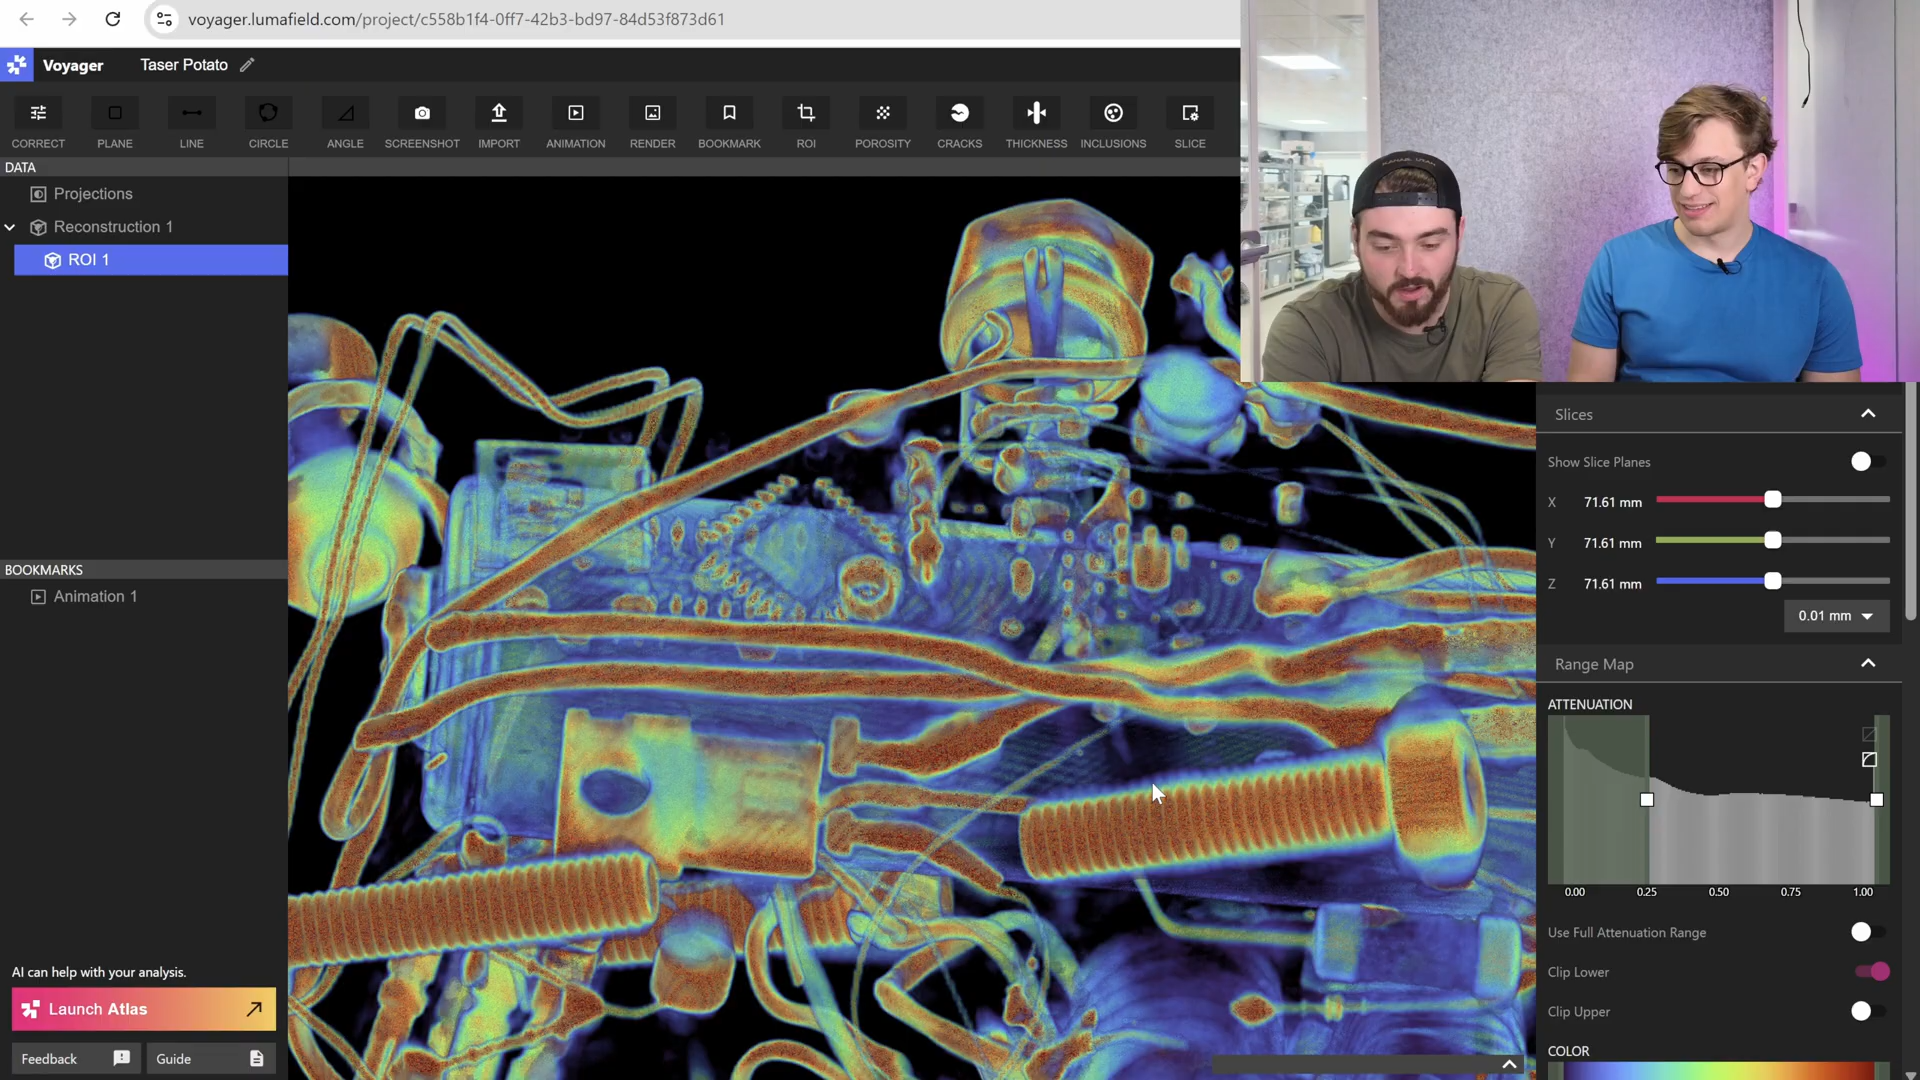 voyager.lumafield.com/project/c558b1f4-0ff7-42b3-bd97-84d53f873d61
Voyager
Taser Potato
CORRECT
PLANE
LINE
CIRCLE
ANGLE
SCREENSHOT
IMPORT
ANIMATION
RENDER
BOOKMARK
ROI
POROSITY
CRACKS
THICKNESS
INCLUSIONS
SLICE
DATA
Projections
Reconstruction 1
ROI 1
BOOKMARKS
Animation 1
AI can help with your analysis.
Launch Atlas
Feedback
Guide
Slices
Show Slice Planes
X 71.61 mm
Y 71.61 mm
Z 71.61 mm
0.01 mm
Range Map
ATTENUATION
0.00 0.25 0.50 0.75 1.00
Use Full Attenuation Range
Clip Lower
Clip Upper
COLOR